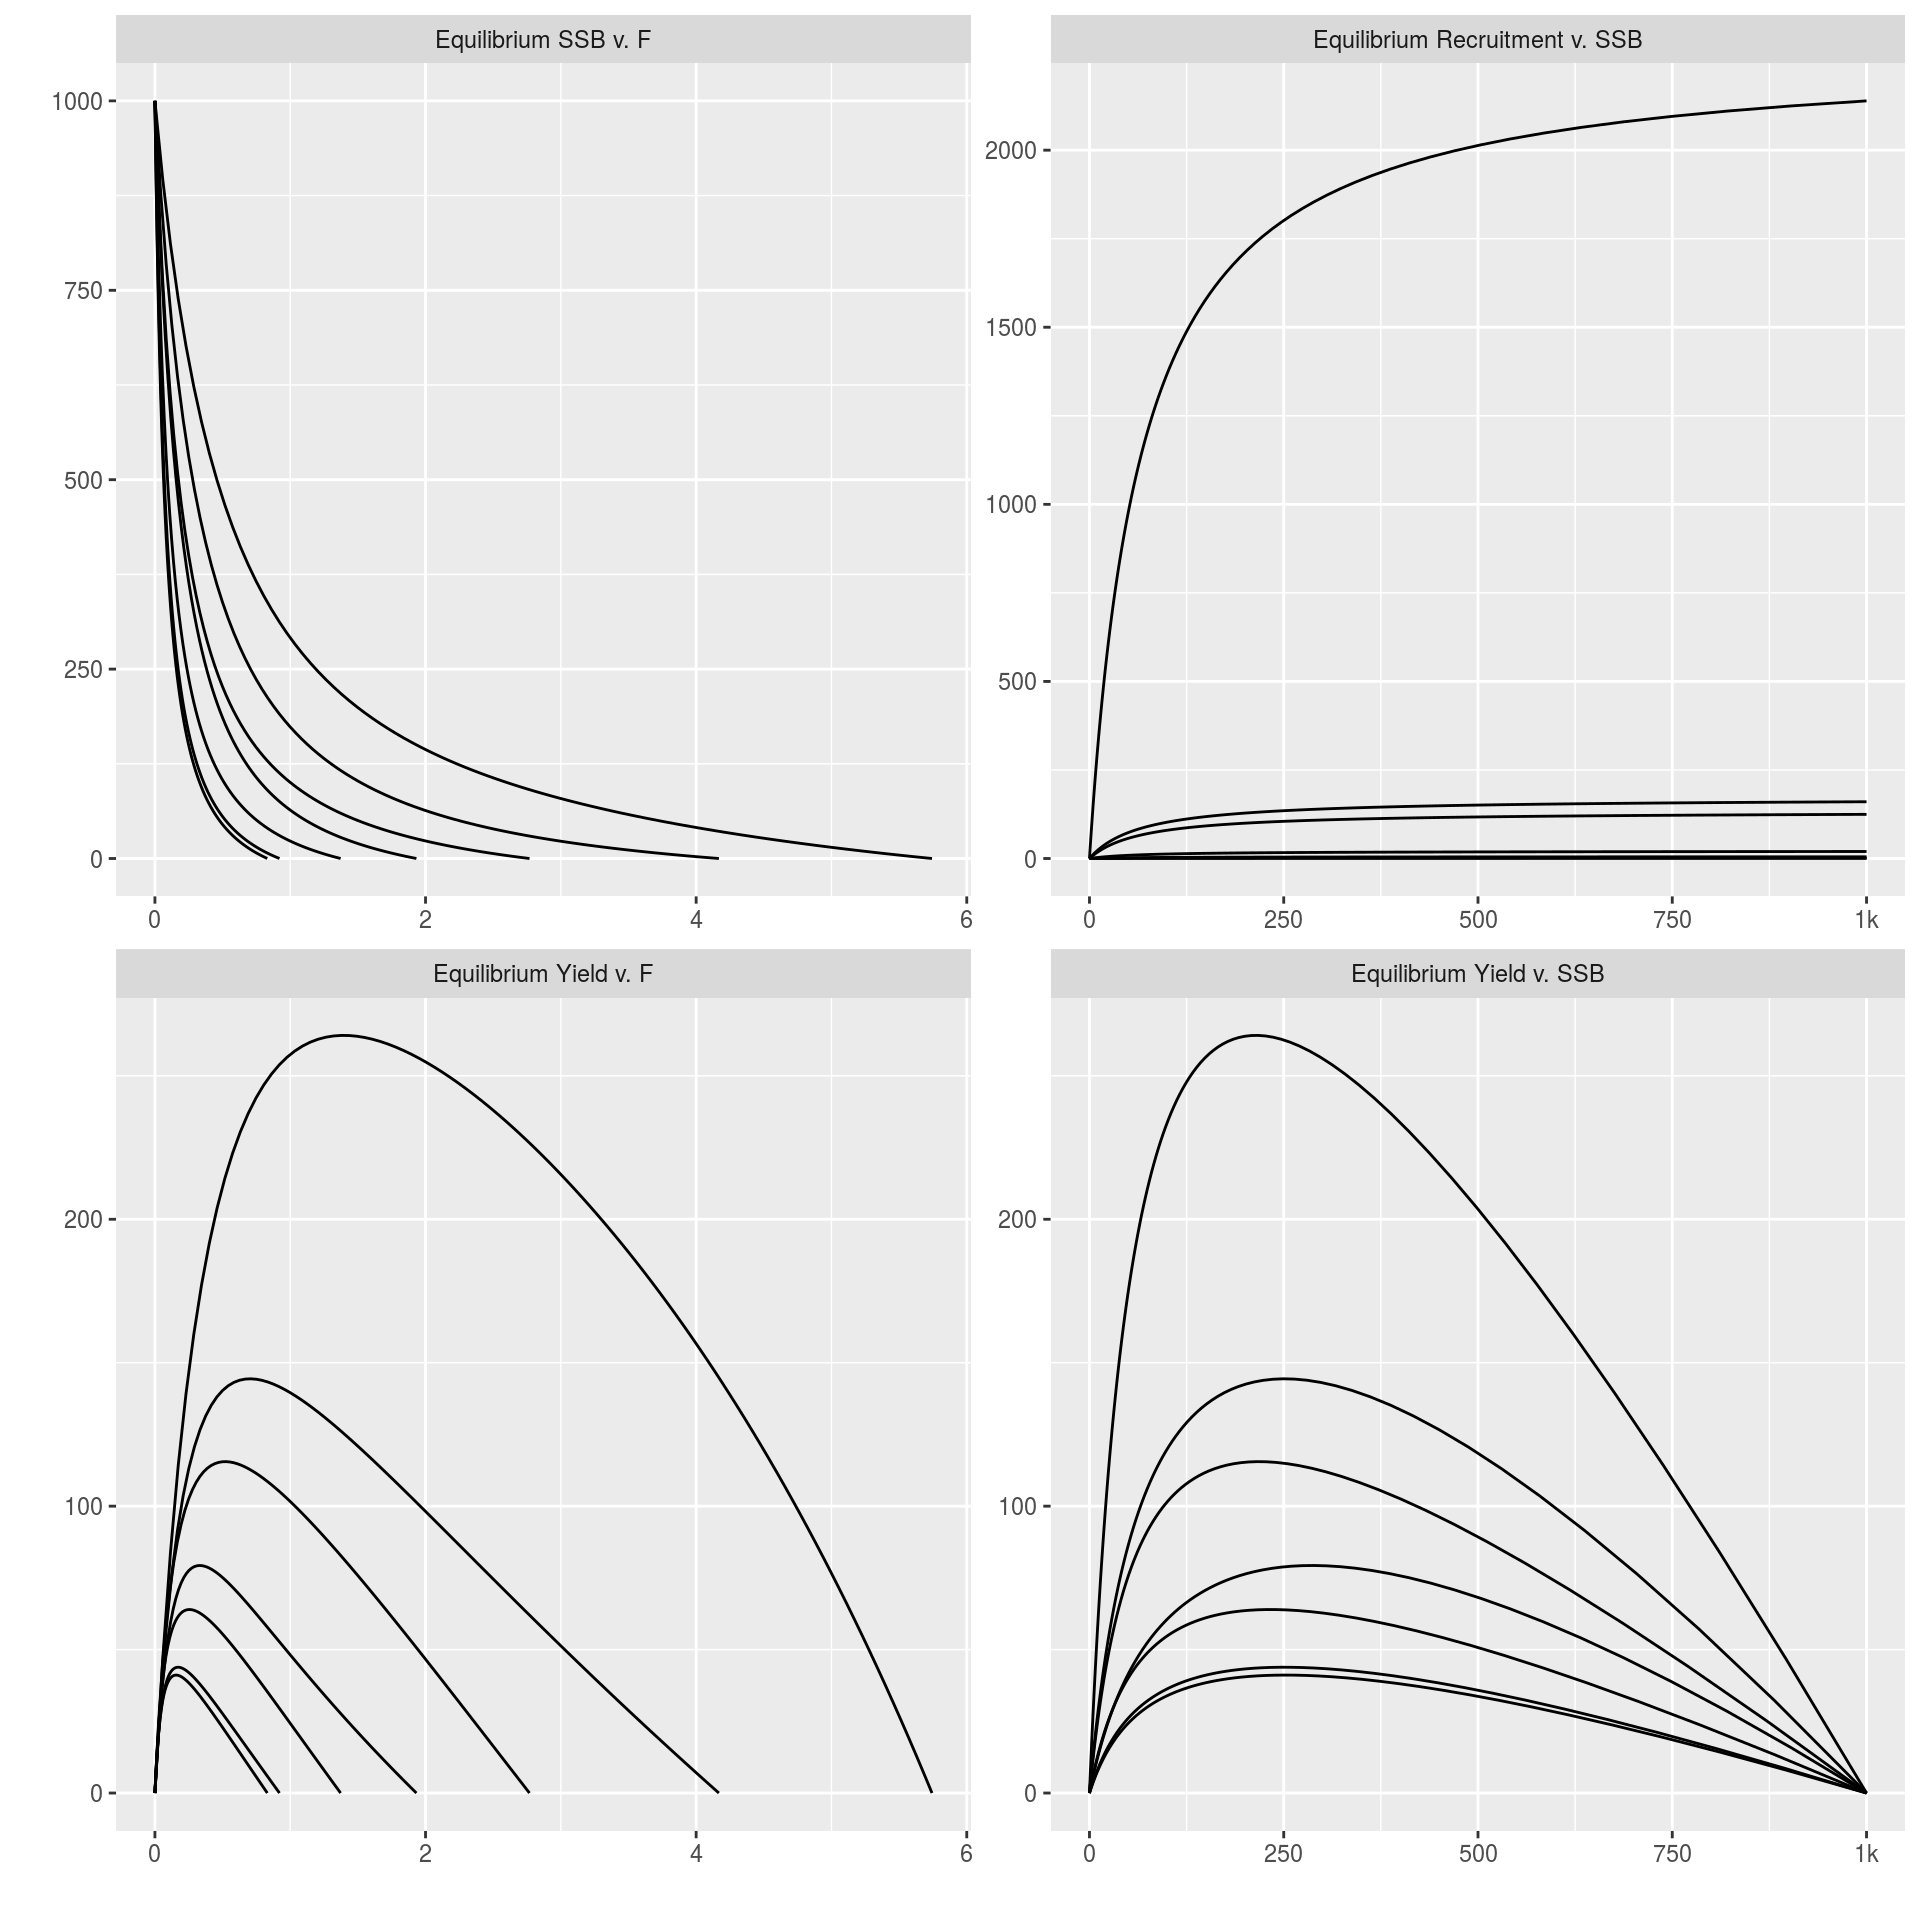 Equilibrium SSB v. F
1000
750
500
250
0
0 2 4 6
Equilibrium Recruitment v. SSB
2000
1500
1000
500
0
0 250 500 750 1k
Equilibrium Yield v. F
200
100
0
0 2 4 6
Equilibrium Yield v. SSB
200
100
0
0 250 500 750 1k